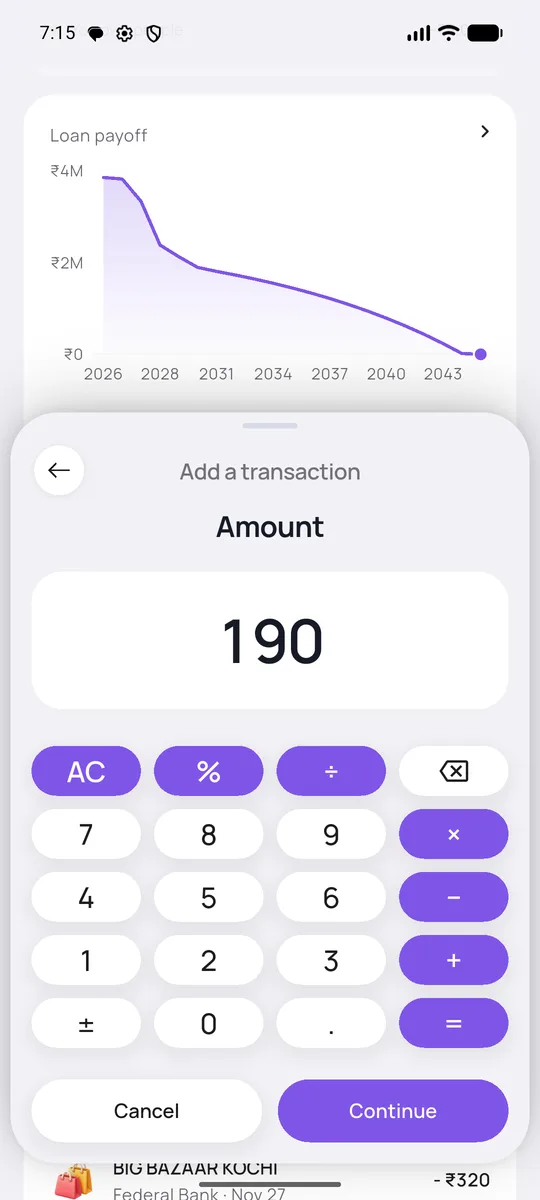 7:15
Loan payoff
₹4M
₹2M
₹0
2026 2028 2031 2034 2037 2040 2043
Add a transaction
Amount
190
AC % ÷
7 8 9 ×
4 5 6 −
1 2 3 +
± 0 . =
Cancel Continue
BIG BAZAAR KOCHI
- ₹320
Federal Bank · Nov 27